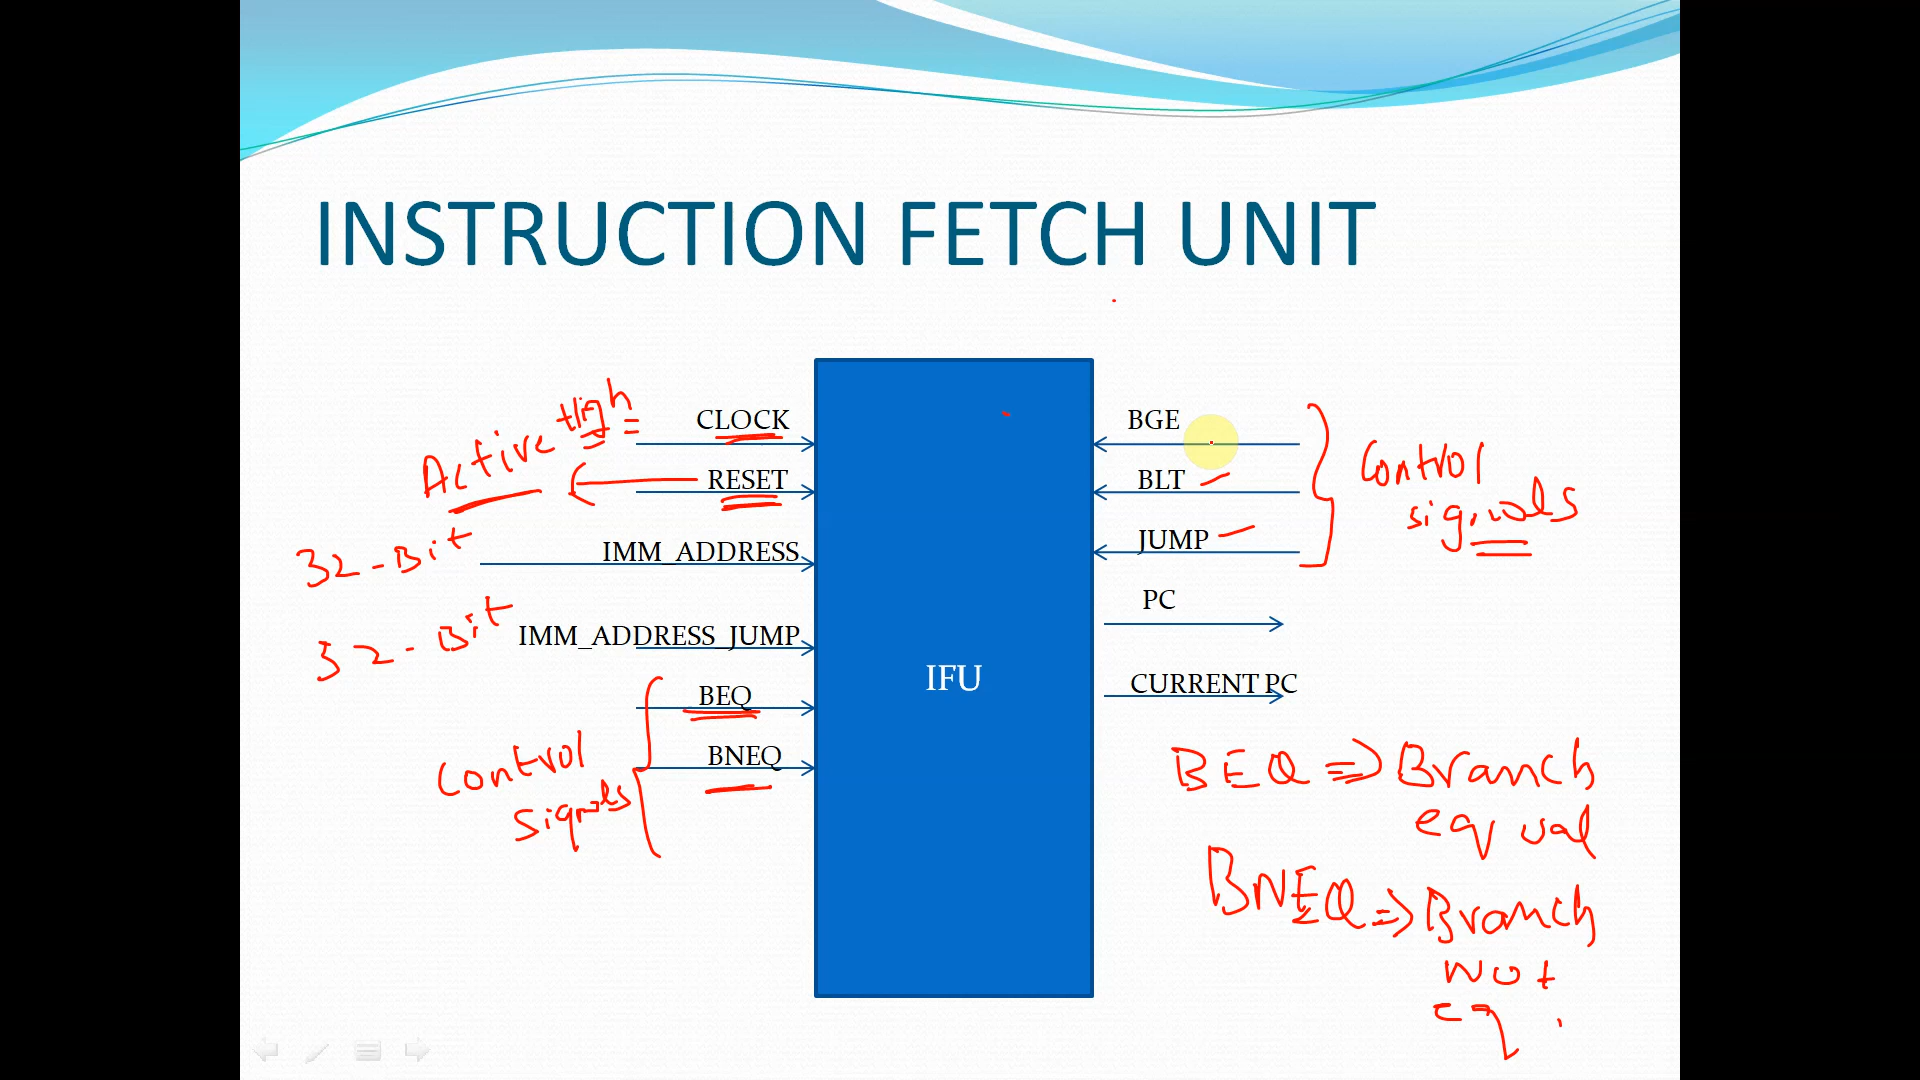 INSTRUCTION FETCH UNIT
Active High
CLOCK
RESET
32-Bit
IMM_ADDRESS
32-Bit
IMM_ADDRESS_JUMP
BEQ
BNEQ
Control
signals
IFU
BGE
BLT
JUMP
Control
signals
PC
CURRENT PC
BEQ => Branch
equal
BNEQ => Branch
Not
eq